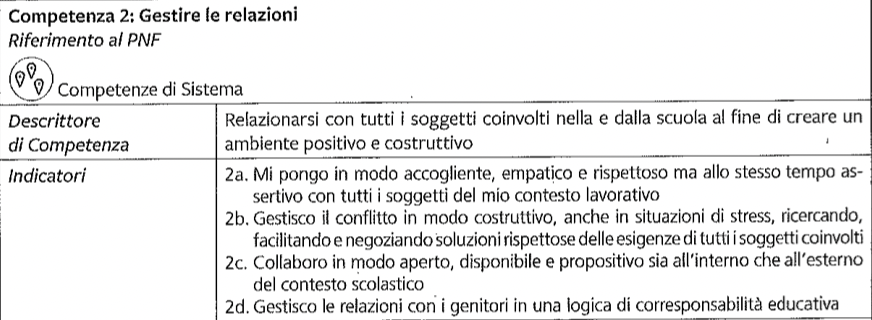 Competenza 2: Gestire le relazioni
Riferimento al PNF
Competenze di Sistema
Descrittore
di Competenza
Relazionarsi con tutti i soggetti coinvolti nella e dalla scuola al fine di creare un
ambiente positivo e costruttivo
Indicatori
2a. Mi pongo in modo accogliente, empatico e rispettoso ma allo stesso tempo as-
sertivo con tutti i soggetti del mio contesto lavorativo
2b. Gestisco il conflitto in modo costruttivo, anche in situazioni di stress, ricercando,
facilitando e negoziando soluzioni rispettose delle esigenze di tutti i soggetti coinvolti
2c. Collaboro in modo aperto, disponibile e propositivo sia all'interno che all'esterno
del contesto scolastico
2d. Gestisco le relazioni con i genitori in una logica di corresponsabilità educativa